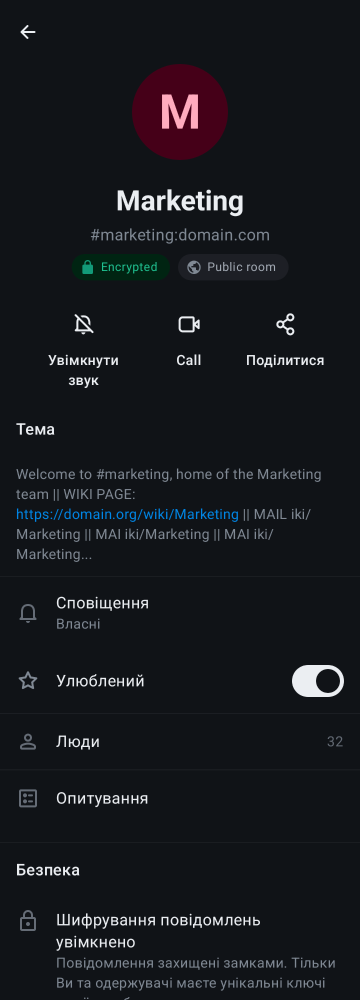 M
Marketing
#marketing:domain.com
Encrypted
Public room
Увімкнути
звук
Call
Поділитися
Тема
Welcome to #marketing, home of the Marketing
team || WIKI PAGE:
https://domain.org/wiki/Marketing || MAIL iki/
Marketing || MAI iki/Marketing || MAI iki/
Marketing...
Сповіщення
Власні
Улюблений
Люди
32
Опитування
Безпека
Шифрування повідомлень
увімкнено
Повідомлення захищені замками. Тільки
Ви та одержувачі маєте унікальні ключі